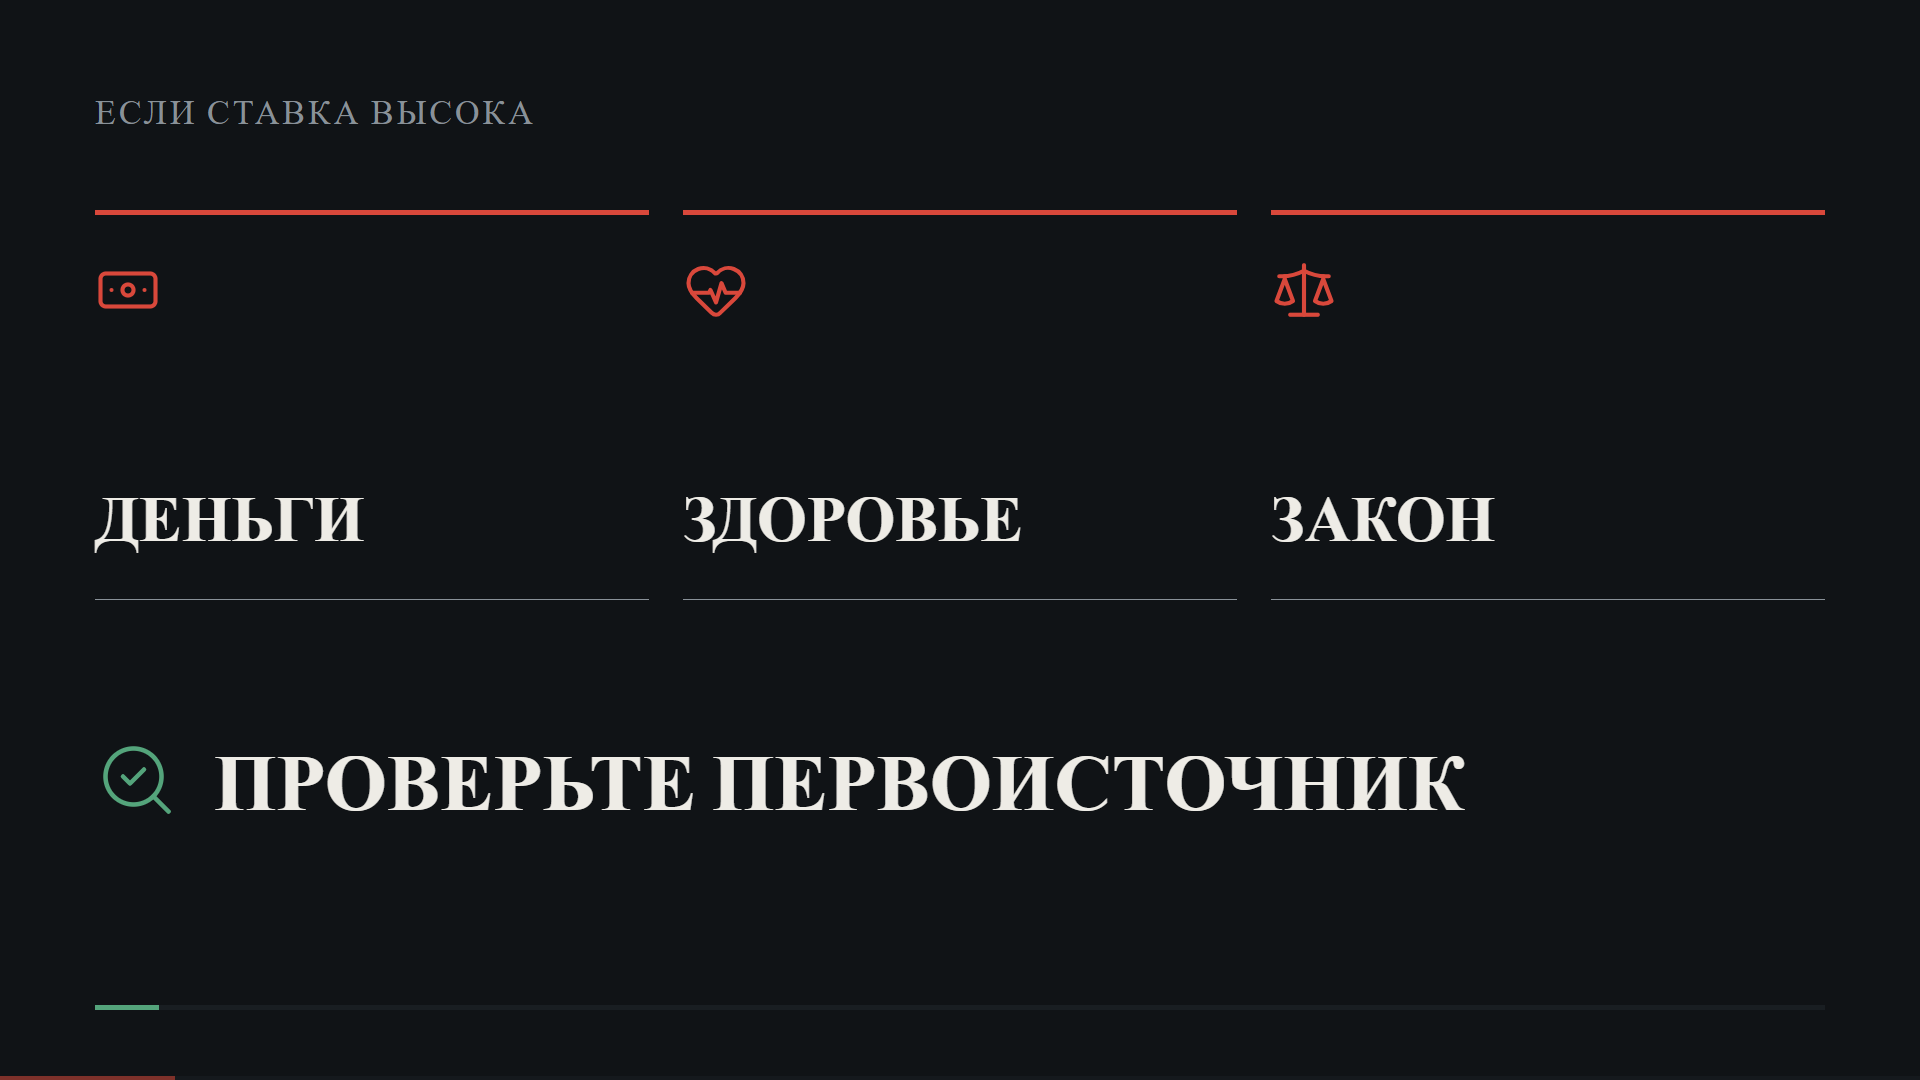 ЕСЛИ СТАВКА ВЫСОКА
ДЕНЬГИ
ЗДОРОВЬЕ
ЗАКОН
ПРОВЕРЬТЕ ПЕРВОИСТОЧНИК